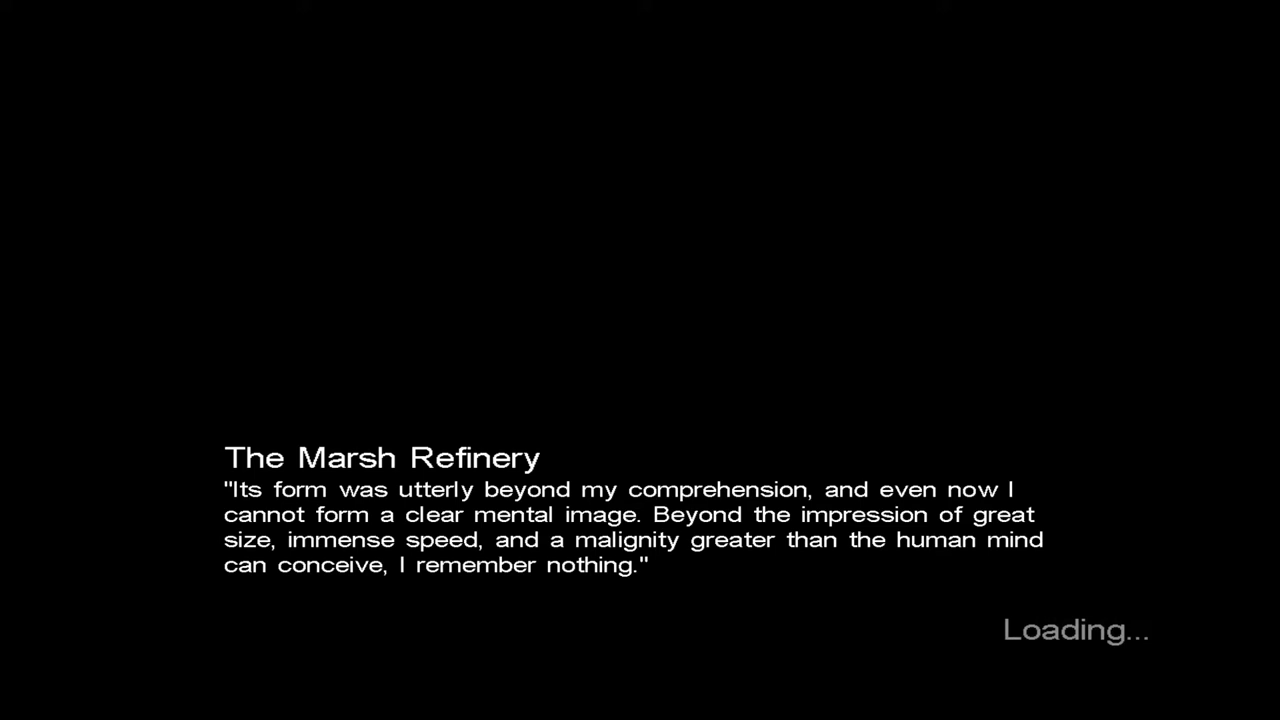 The Marsh Refinery
"Its form was utterly beyond my comprehension, and even now I
cannot form a clear mental image. Beyond the impression of great
size, immense speed, and a malignity greater than the human mind
can conceive, I remember nothing."
Loading...